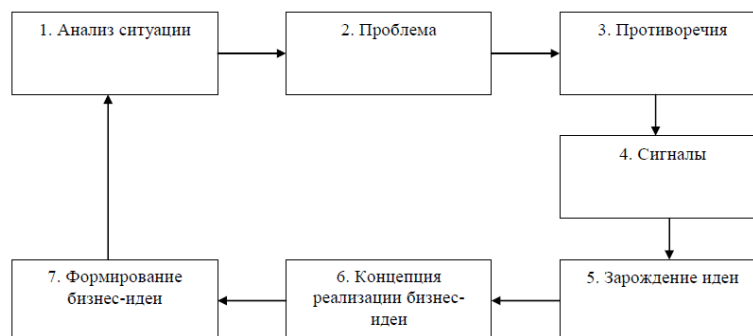 1. Анализ ситуации
2. Проблема
3. Противоречия
4. Сигналы
5. Зарождение идеи
6. Концепция
реализации бизнес-
идеи
7. Формирование
бизнес-идеи